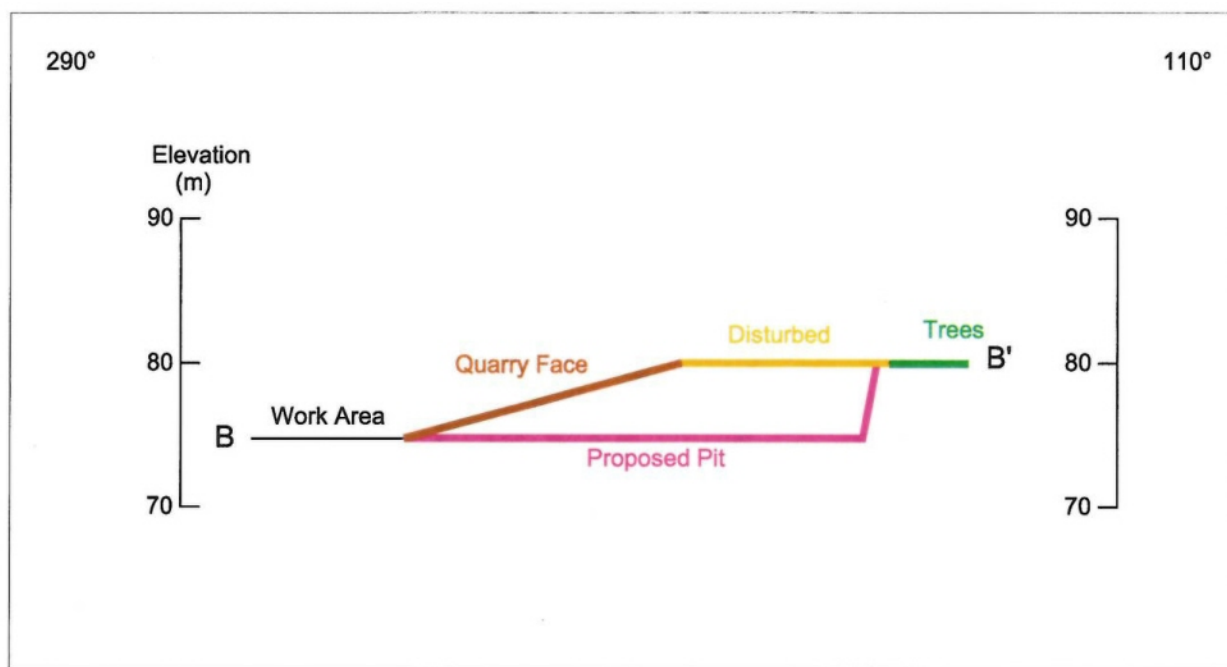 290°
110°
Elevation
(m)
90
90
Disturbed
Trees
80
Quarry Face
B'
80
Work Area
B
Proposed Pit
70
70